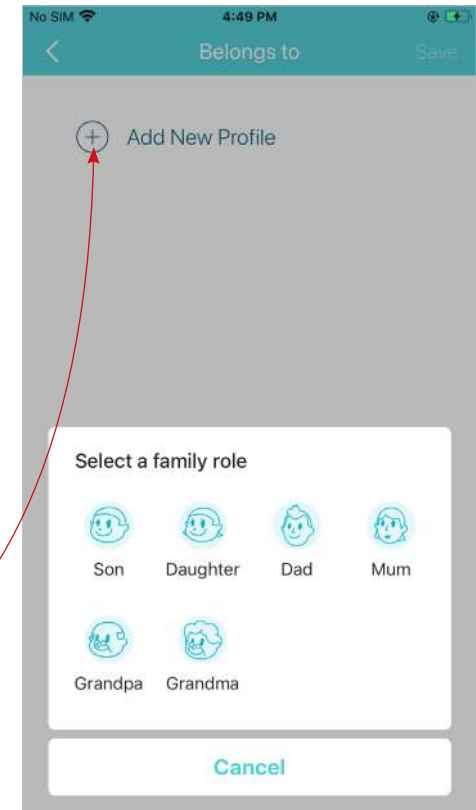 No SIM 4:49 PM
Belongs to Save
Add New Profile
Select a family role
Son Daughter Dad Mum
Grandpa Grandma
Cancel